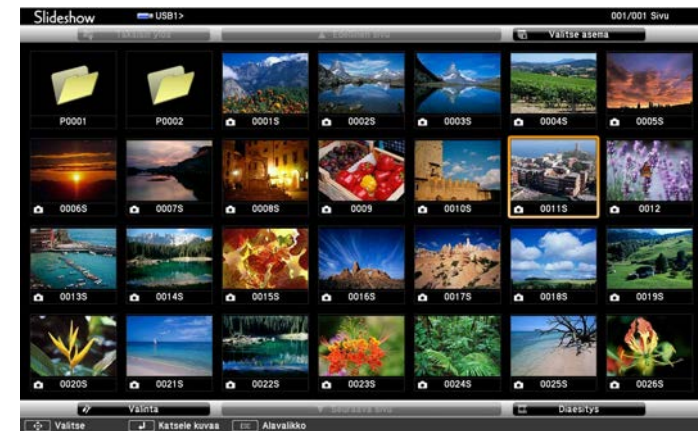 Slideshow USB1> 001/001 Sivu
Takaisin ylös ▲ Edellinen sivu Valitse asema
P0001 P0002 0001S 0002S 0003S 0004S 0005S
0006S 0007S 0008S 0009 0010S 0011S 0012
0013S 0014S 0015S 0016S 0017S 0018S 0019S
0020S 0021S 0022S 0023S 0024S 0025S 0026S
Valinta ▼ Seuraava sivu Diaesitys
Valitse Katsele kuvaa Esc Alavalikko